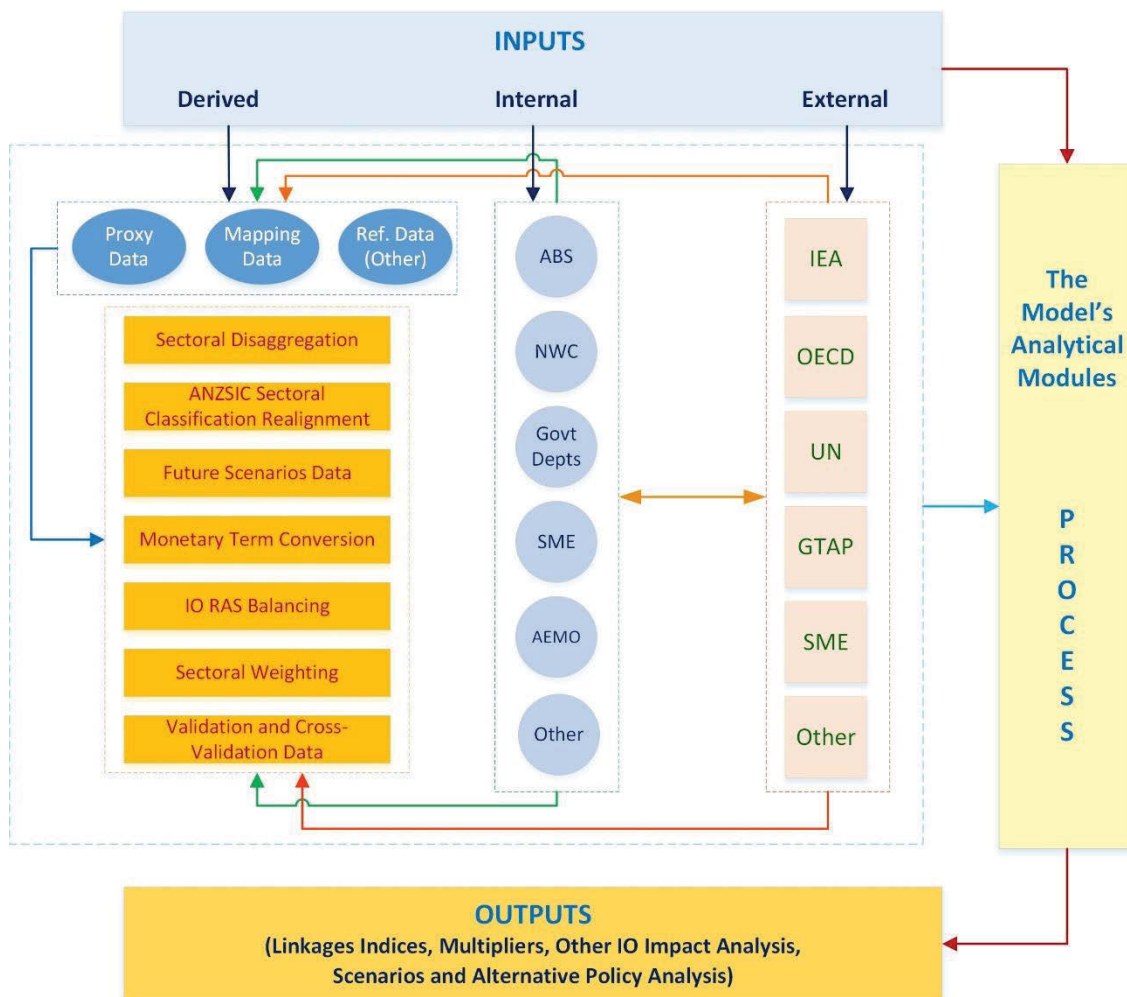 INPUTS
Derived
Internal
External
Proxy
Data
Mapping
Data
Ref. Data
(Other)
Sectoral Disaggregation
ANZSIC Sectoral
Classification Realignment
Future Scenarios Data
Monetary Term Conversion
IO RAS Balancing
Sectoral Weighting
Validation and Cross-
Validation Data
ABS
NWC
Govt
Depts
SME
AEMO
Other
IEA
OECD
UN
GTAP
SME
Other
The
Model's
Analytical
Modules
P
R
O
C
E
S
S
OUTPUTS
(Linkages Indices, Multipliers, Other IO Impact Analysis,
Scenarios and Alternative Policy Analysis)